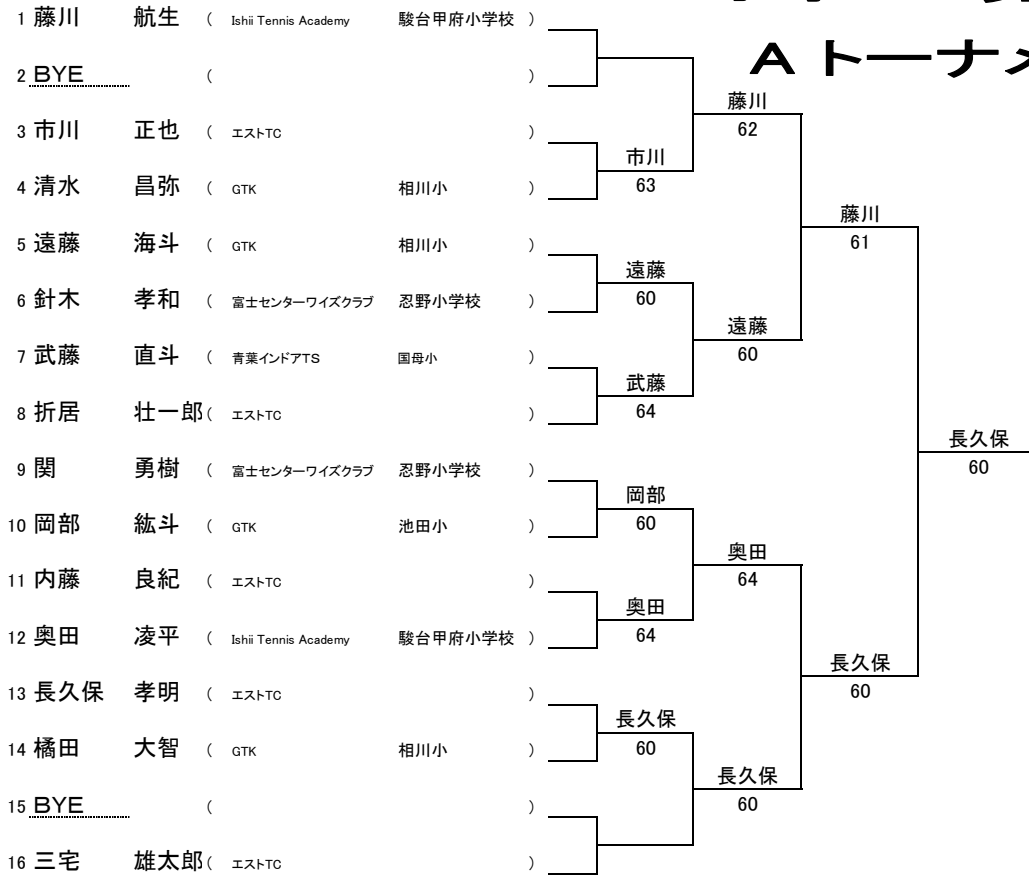 Aトーナメ
1 藤川 航生 ( Ishii Tennis Academy 駿台甲府小学校 )
2 BYE ( )
3 市川 正也 ( エストTC )
4 清水 昌弥 ( GTK 相川小 )
5 遠藤 海斗 ( GTK 相川小 )
6 針木 孝和 ( 富士センターワイズクラブ 忍野小学校 )
7 武藤 直斗 ( 青葉インドアTS 国母小 )
8 折居 壮一郎 ( エストTC )
9 関 勇樹 ( 富士センターワイズクラブ 忍野小学校 )
10 岡部 紘斗 ( GTK 池田小 )
11 内藤 良紀 ( エストTC )
12 奥田 凌平 ( Ishii Tennis Academy 駿台甲府小学校 )
13 長久保 孝明 ( エストTC )
14 橘田 大智 ( GTK 相川小 )
15 BYE ( )
16 三宅 雄太郎 ( エストTC )
市川
63
遠藤
60
武藤
64
岡部
60
奥田
64
長久保
60
藤川
62
遠藤
60
奥田
64
長久保
60
藤川
61
長久保
60
長久保
60